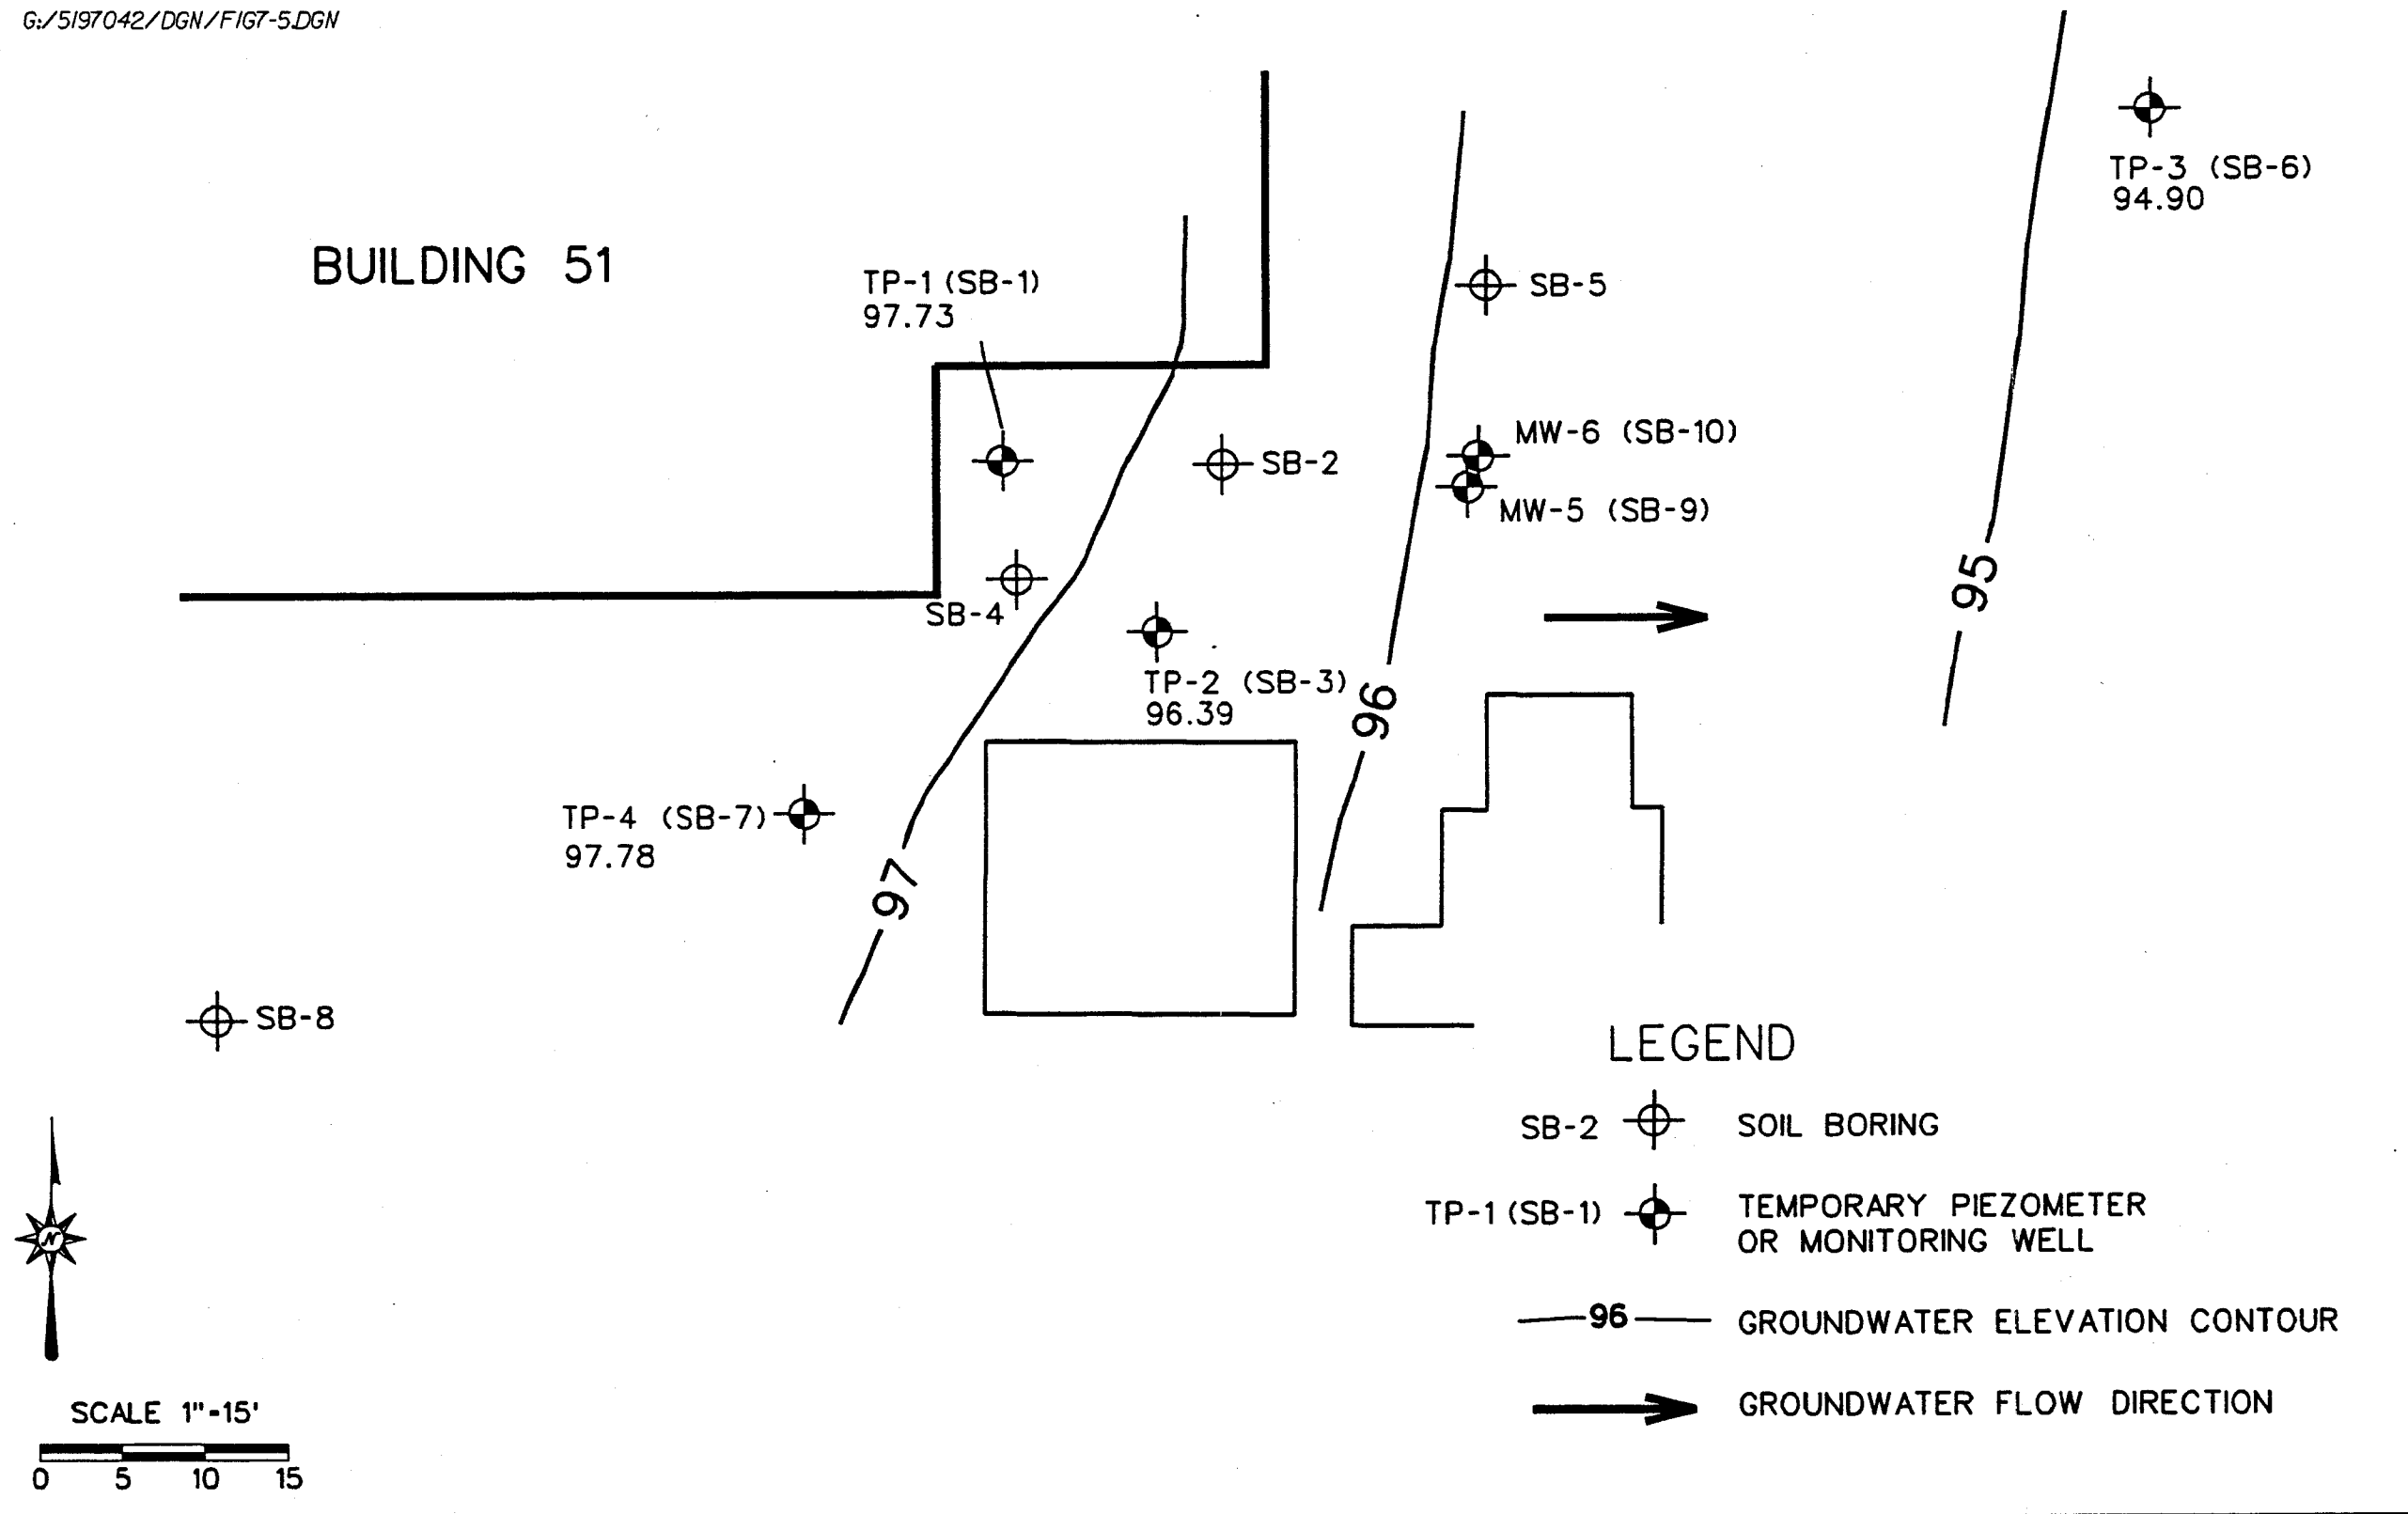 G:/5197042/DGN/FIG7-5.DGN
TP-3 (SB-6)
94.90
BUILDING 51
TP-1 (SB-1)
97.73
SB-5
MW-6 (SB-10)
SB-2
MW-5 (SB-9)
95
SB-4
TP-2 (SB-3)
96.39
96
TP-4 (SB-7)
97.78
97
SB-8
LEGEND
SB-2 SOIL BORING
TP-1 (SB-1) TEMPORARY PIEZOMETER
OR MONITORING WELL
N
96 GROUNDWATER ELEVATION CONTOUR
GROUNDWATER FLOW DIRECTION
SCALE 1"-15'
0 5 10 15